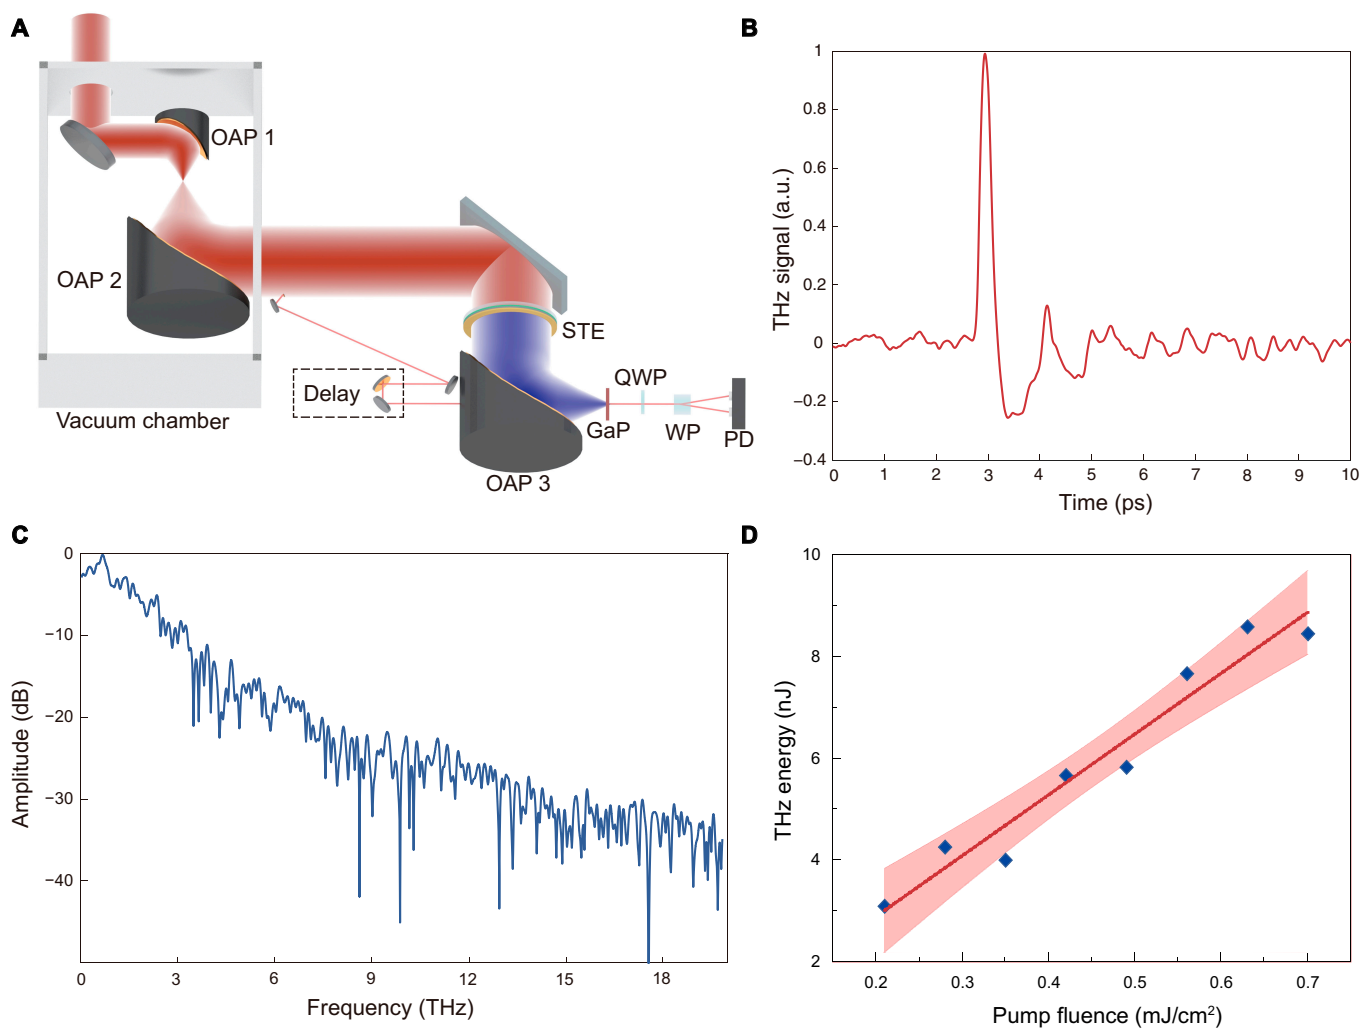 A
OAP 1
OAP 2
STE
Delay
QWP
GaP
WP
PD
OAP 3
Vacuum chamber
B
THz signal (a.u.)
1
0.8
0.6
0.4
0.2
0
−0.2
−0.4
0 1 2 3 4 5 6 7 8 9 10
Time (ps)
C
Amplitude (dB)
0
−10
−20
−30
−40
0 3 6 9 12 15 18
Frequency (THz)
D
THz energy (nJ)
10
8
6
4
2
0.2 0.3 0.4 0.5 0.6 0.7
Pump fluence (mJ/cm²)